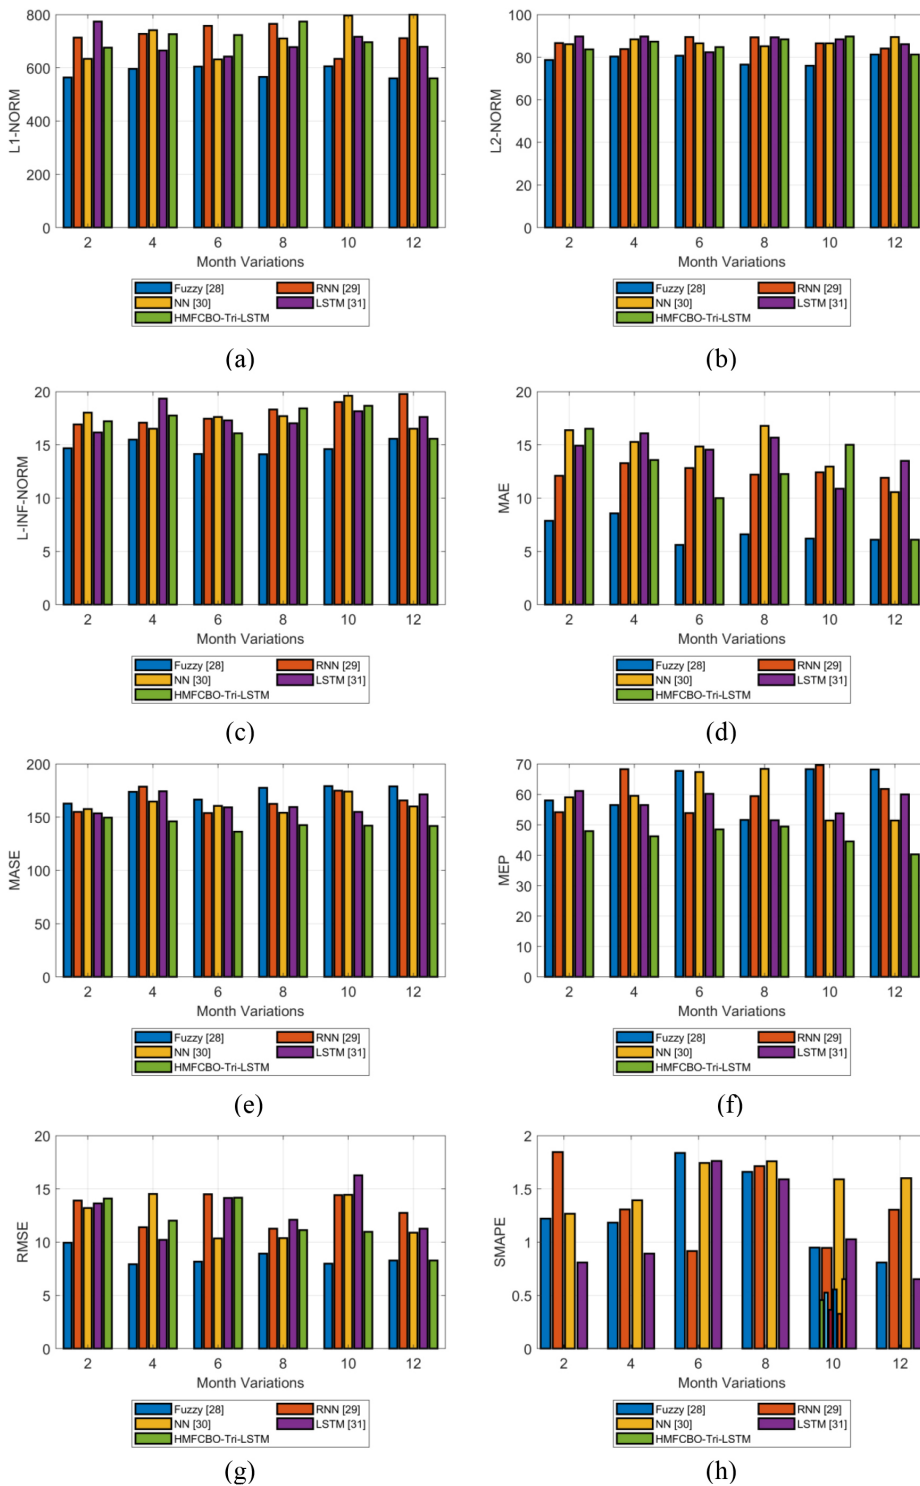 800
600
400
200
0
L1-NORM
2 4 6 8 10 12
Month Variations
Fuzzy [28] RNN [29]
NN [30] LSTM [31]
HMFCBO-Tri-LSTM
(a)
100
80
60
40
20
0
L2-NORM
2 4 6 8 10 12
Month Variations
Fuzzy [28] RNN [29]
NN [30] LSTM [31]
HMFCBO-Tri-LSTM
(b)
20
15
10
5
0
L-INF-NORM
2 4 6 8 10 12
Month Variations
Fuzzy [28] RNN [29]
NN [30] LSTM [31]
HMFCBO-Tri-LSTM
(c)
20
15
10
5
0
MAE
2 4 6 8 10 12
Month Variations
Fuzzy [28] RNN [29]
NN [30] LSTM [31]
HMFCBO-Tri-LSTM
(d)
200
150
100
50
0
MASE
2 4 6 8 10 12
Month Variations
Fuzzy [28] RNN [29]
NN [30] LSTM [31]
HMFCBO-Tri-LSTM
(e)
70
60
50
40
30
20
10
0
MEP
2 4 6 8 10 12
Month Variations
Fuzzy [28] RNN [29]
NN [30] LSTM [31]
HMFCBO-Tri-LSTM
(f)
20
15
10
5
0
RMSE
2 4 6 8 10 12
Month Variations
Fuzzy [28] RNN [29]
NN [30] LSTM [31]
HMFCBO-Tri-LSTM
(g)
2
1.5
1
0.5
0
SMAPE
2 4 6 8 10 12
Month Variations
Fuzzy [28] RNN [29]
NN [30] LSTM [31]
HMFCBO-Tri-LSTM
(h)